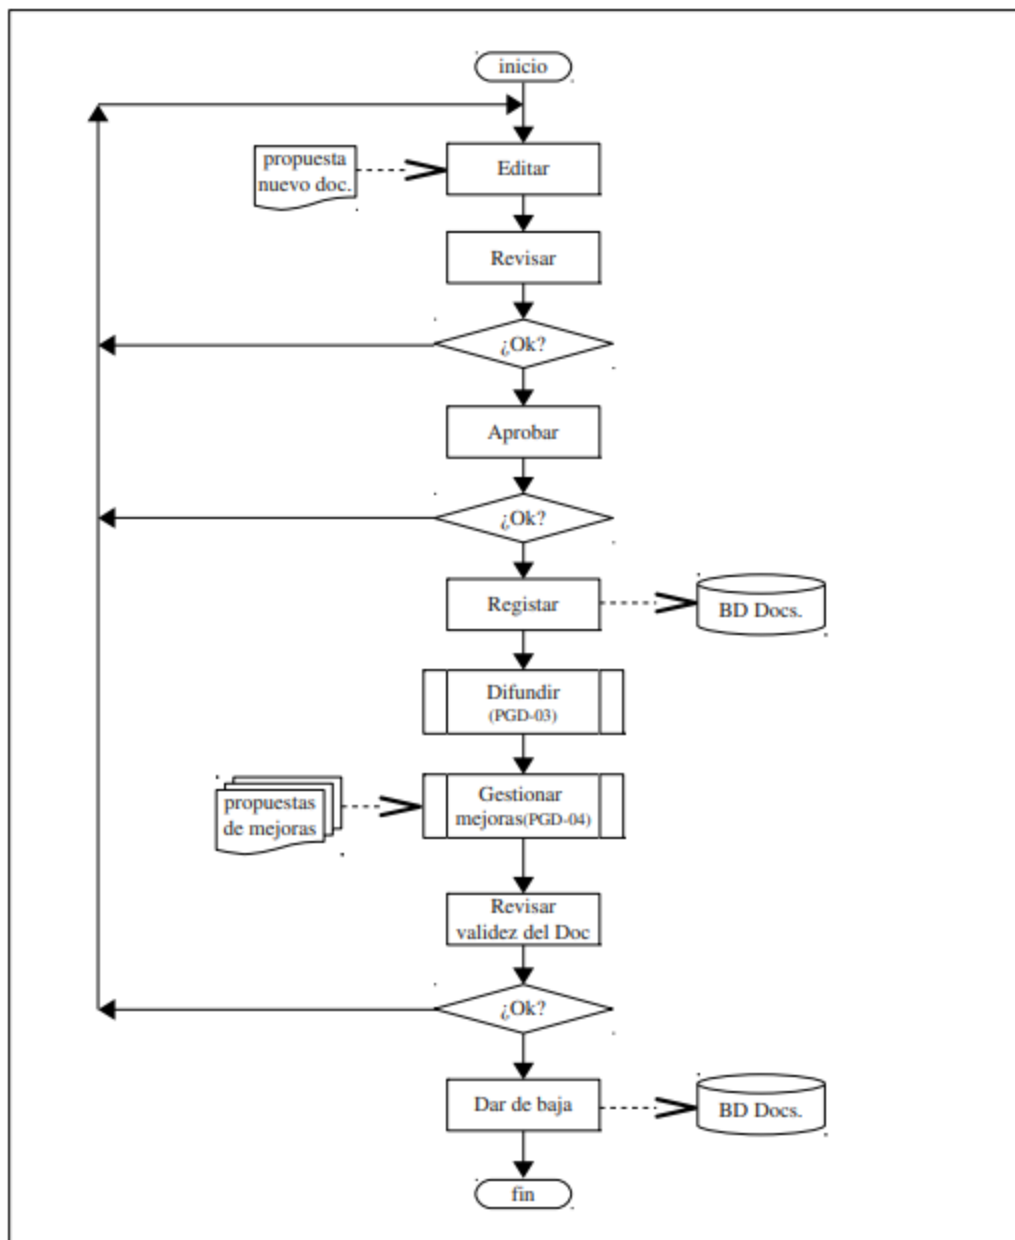 inicio
propuesta
nuevo doc.
Editar
Revisar
¿Ok?
Aprobar
¿Ok?
Registar
BD Docs.
Difundir
(PGD-03)
propuestas
de mejoras
Gestionar
mejoras(PGD-04)
Revisar
validez del Doc
¿Ok?
Dar de baja
BD Docs.
fin